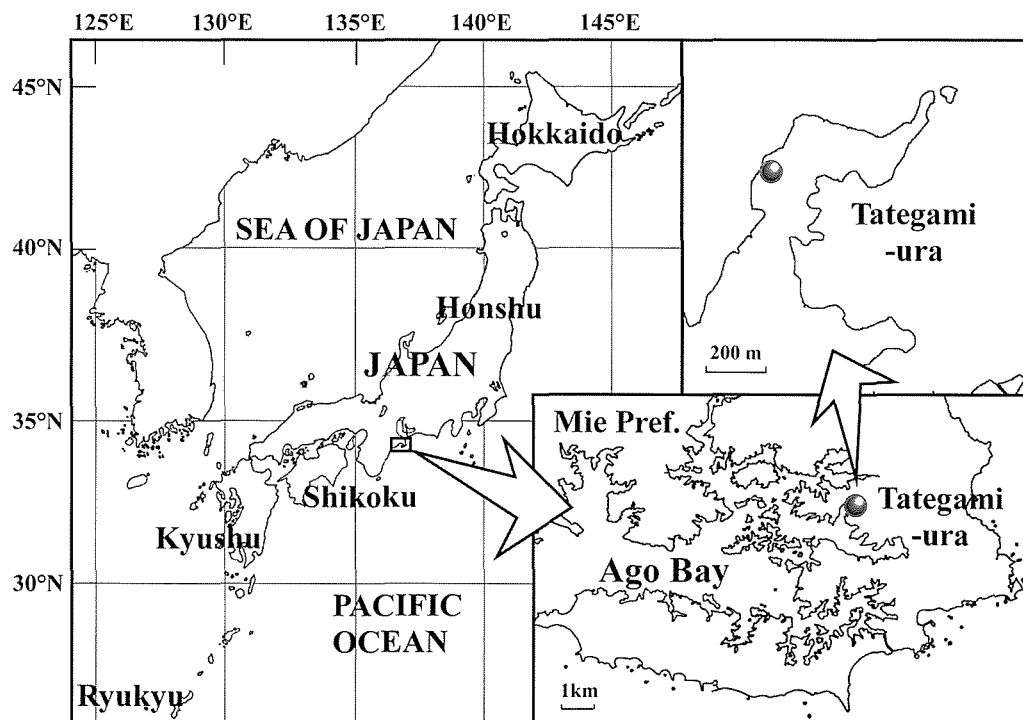 125°E 130°E 135°E 140°E 145°E
45°N
Hokkaido
SEA OF JAPAN
40°N
Honshu
JAPAN
35°N
Shikoku
Kyushu
30°N
PACIFIC
OCEAN
Ryukyu
Tategami
-ura
200 m
Mie Pref.
Tategami
-ura
Ago Bay
1km